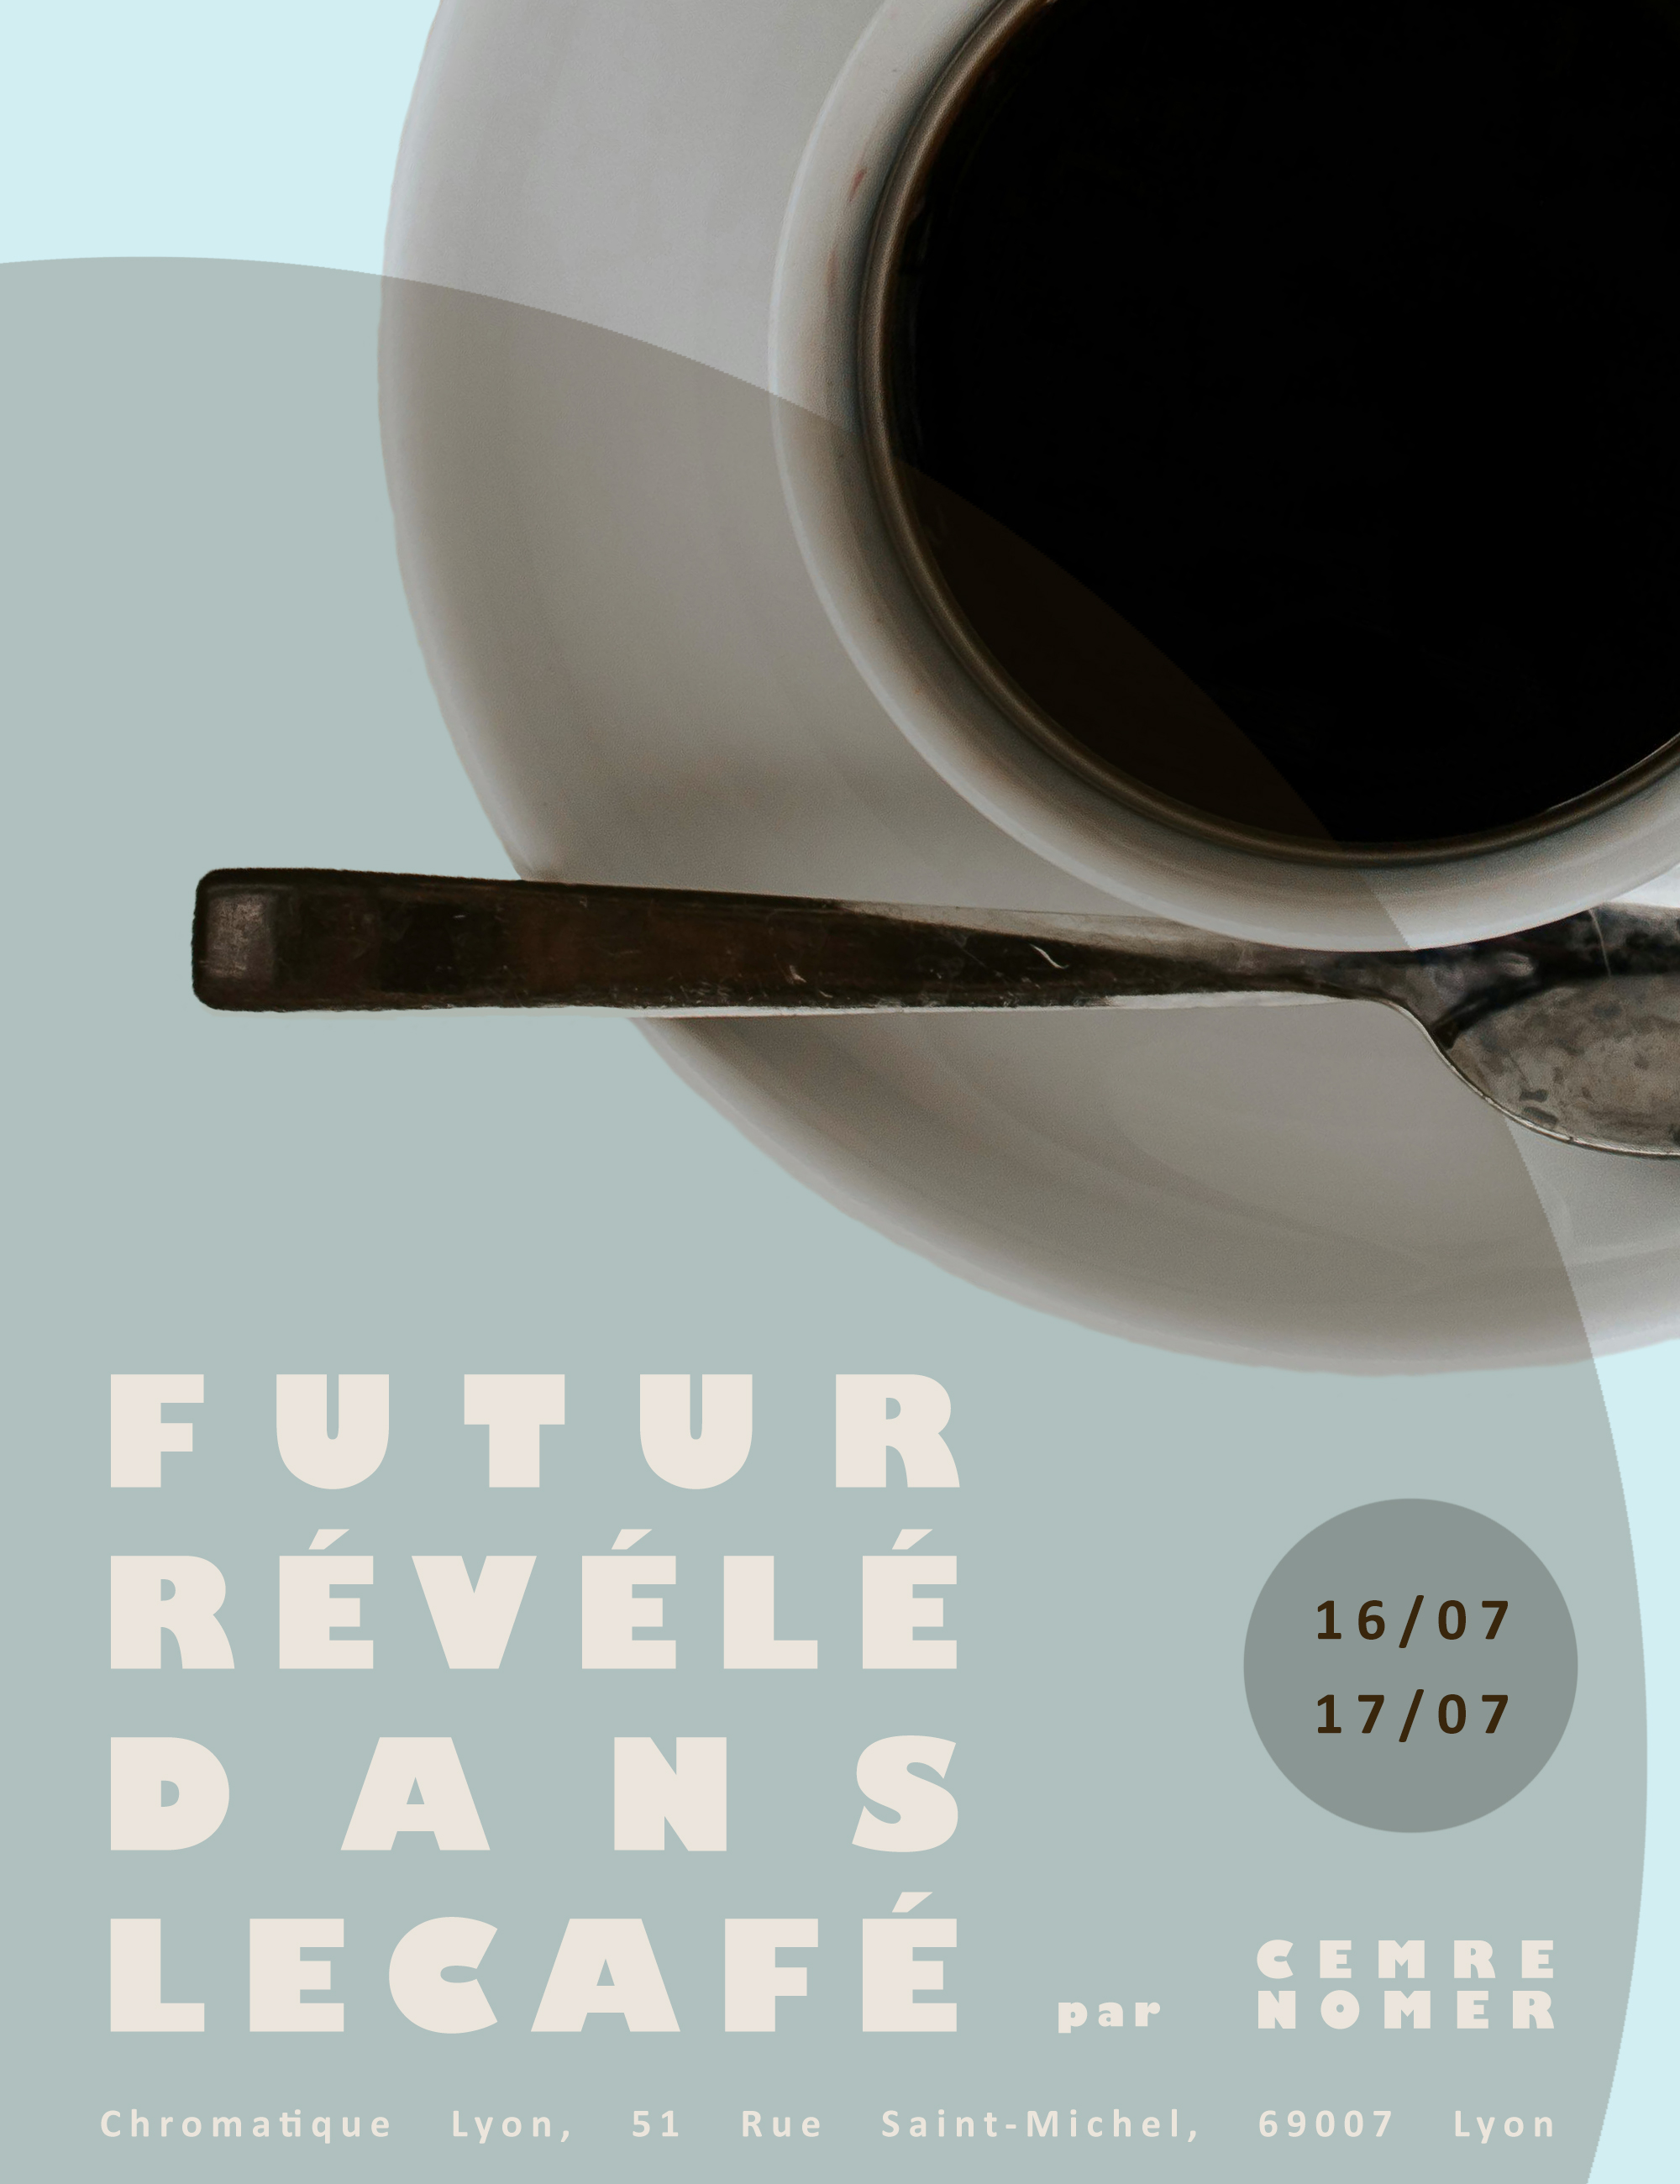 FUTUR
RÉVÉLÉ
DANS
LECAFÉ
16/07
17/07
par
CEMRE
NOMER
Chromatique Lyon, 51 Rue Saint-Michel, 69007 Lyon